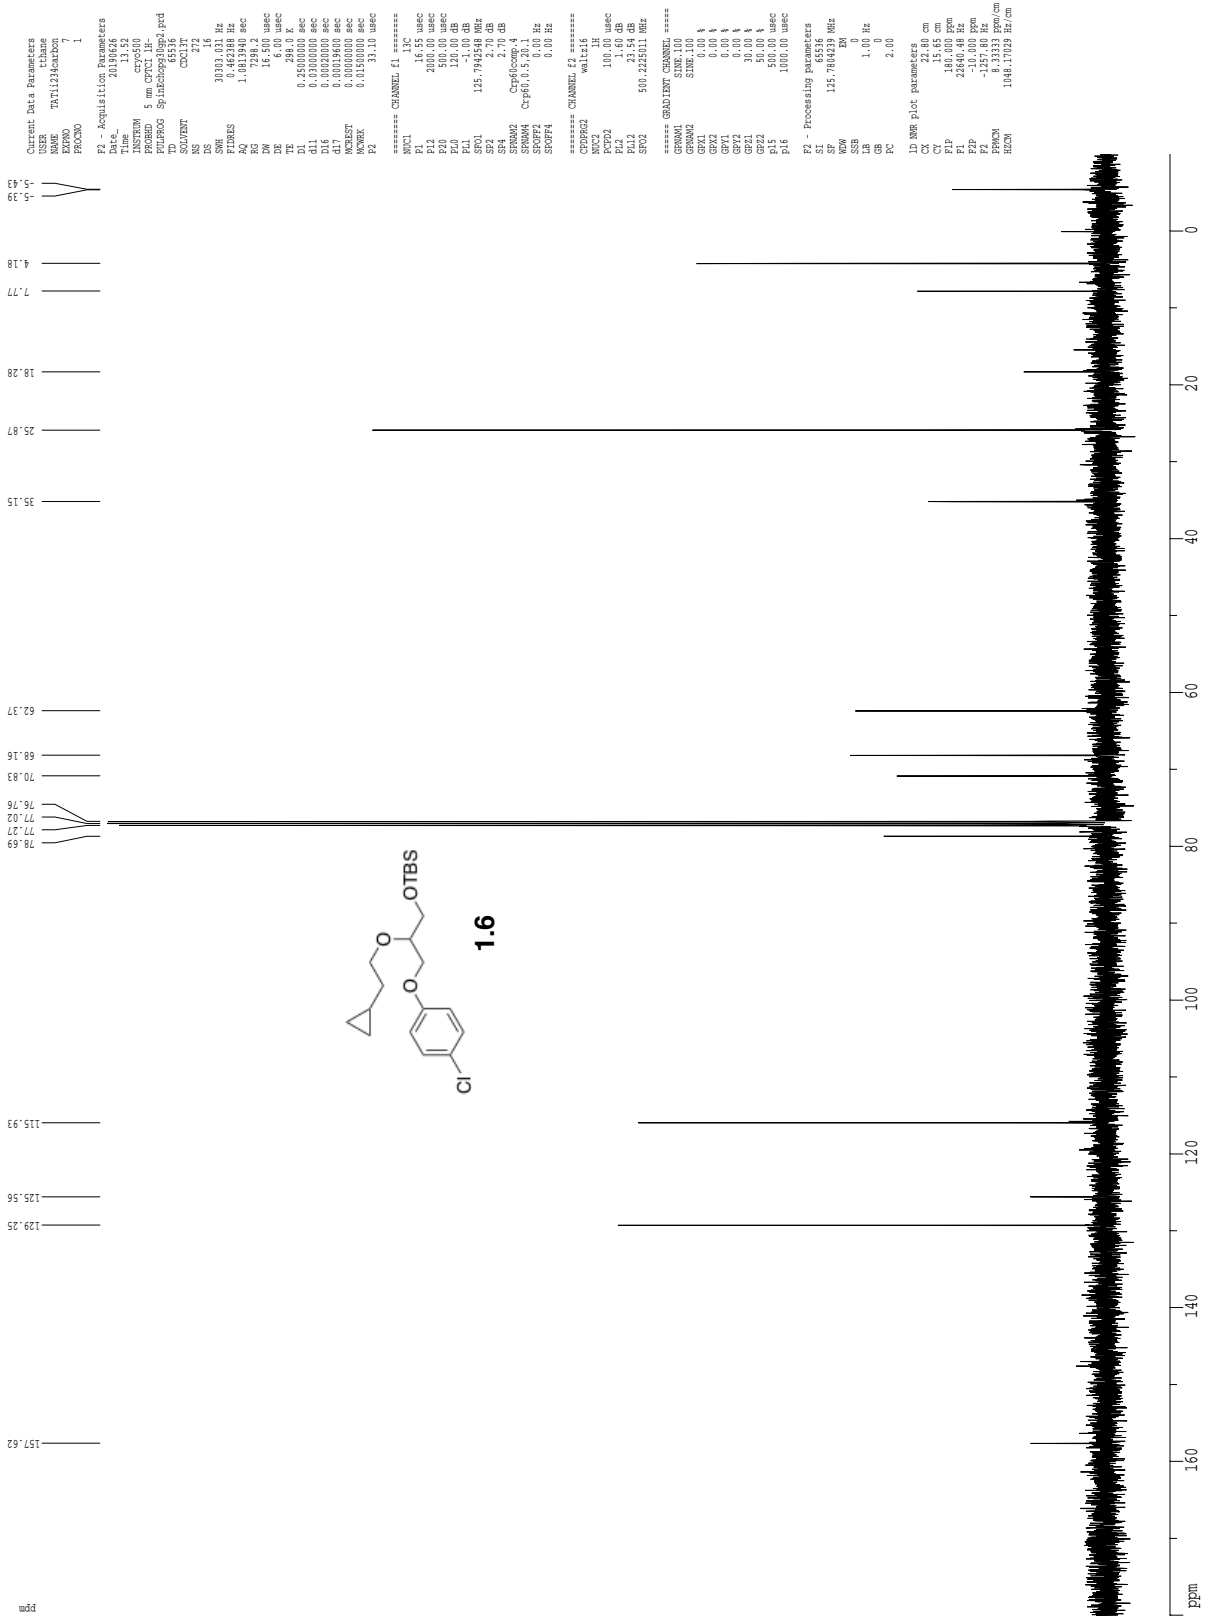 Current Data Parameters
USER tthane
NAME TATii234carbon
EXPNO 7
PROCNO 1
F2 - Acquisition Parameters
Date_ 20190626
Time 13.52
INSTRUM cryo500
PROBHD 5 mm CPTCI 1H-
PULPROG SpinEchopg30gp2.prd
TD 65536
SOLVENT CDCl3T
NS 272
DS 16
SWH 30303.031 Hz
FIDRES 0.462388 Hz
AQ 1.0813940 sec
RG 7298.2
DW 16.500 usec
DE 6.00 usec
TE 298.0 K
D1 0.25000000 sec
d11 0.03000000 sec
D16 0.00020000 sec
d17 0.00019600 sec
MCREST 0.00000000 sec
MCWRK 0.01500000 sec
P2 33.10 usec
======== CHANNEL f1 ========
NUC1 13C
P1 16.55 usec
P12 2000.00 usec
P20 500.00 usec
PL0 120.00 dB
PL1 -1.00 dB
SFO1 125.7942548 MHz
SP2 2.70 dB
SP4 2.70 dB
SPNAM2 Crp60comp.4
SPNAM4 Crp60,0.5,20.1
SPOFF2 0.00 Hz
SPOFF4 0.00 Hz
======== CHANNEL f2 ========
CPDPRG2 waltz16
NUC2 1H
PCPD2 100.00 usec
PL2 1.60 dB
PL12 23.54 dB
SFO2 500.2225011 MHz
====== GRADIENT CHANNEL =====
GPNAM1 SINE.100
GPNAM2 SINE.100
GPX1 0.00 %
GPX2 0.00 %
GPY1 0.00 %
GPY2 0.00 %
GPZ1 30.00 %
GPZ2 50.00 %
p15 500.00 usec
p16 1000.00 usec
F2 - Processing parameters
SI 65536
SF 125.7804239 MHz
WDW EM
SSB 0
LB 1.00 Hz
GB 0
PC 2.00
1D NMR plot parameters
CX 22.80 cm
CY 15.65 cm
F1P 180.000 ppm
F1 22640.48 Hz
F2P -10.000 ppm
F2 -1257.80 Hz
PPMCM 8.33333 ppm/cm
HZCM 1048.17029 Hz/cm
ppm
157.62
129.25
125.56
115.93
78.69
77.27
77.02
76.76
70.83
68.16
62.37
35.15
25.87
18.28
7.77
4.18
-5.39
-5.43
O
OTBS
O
Cl
1.6
ppm
160
140
120
100
80
60
40
20
0